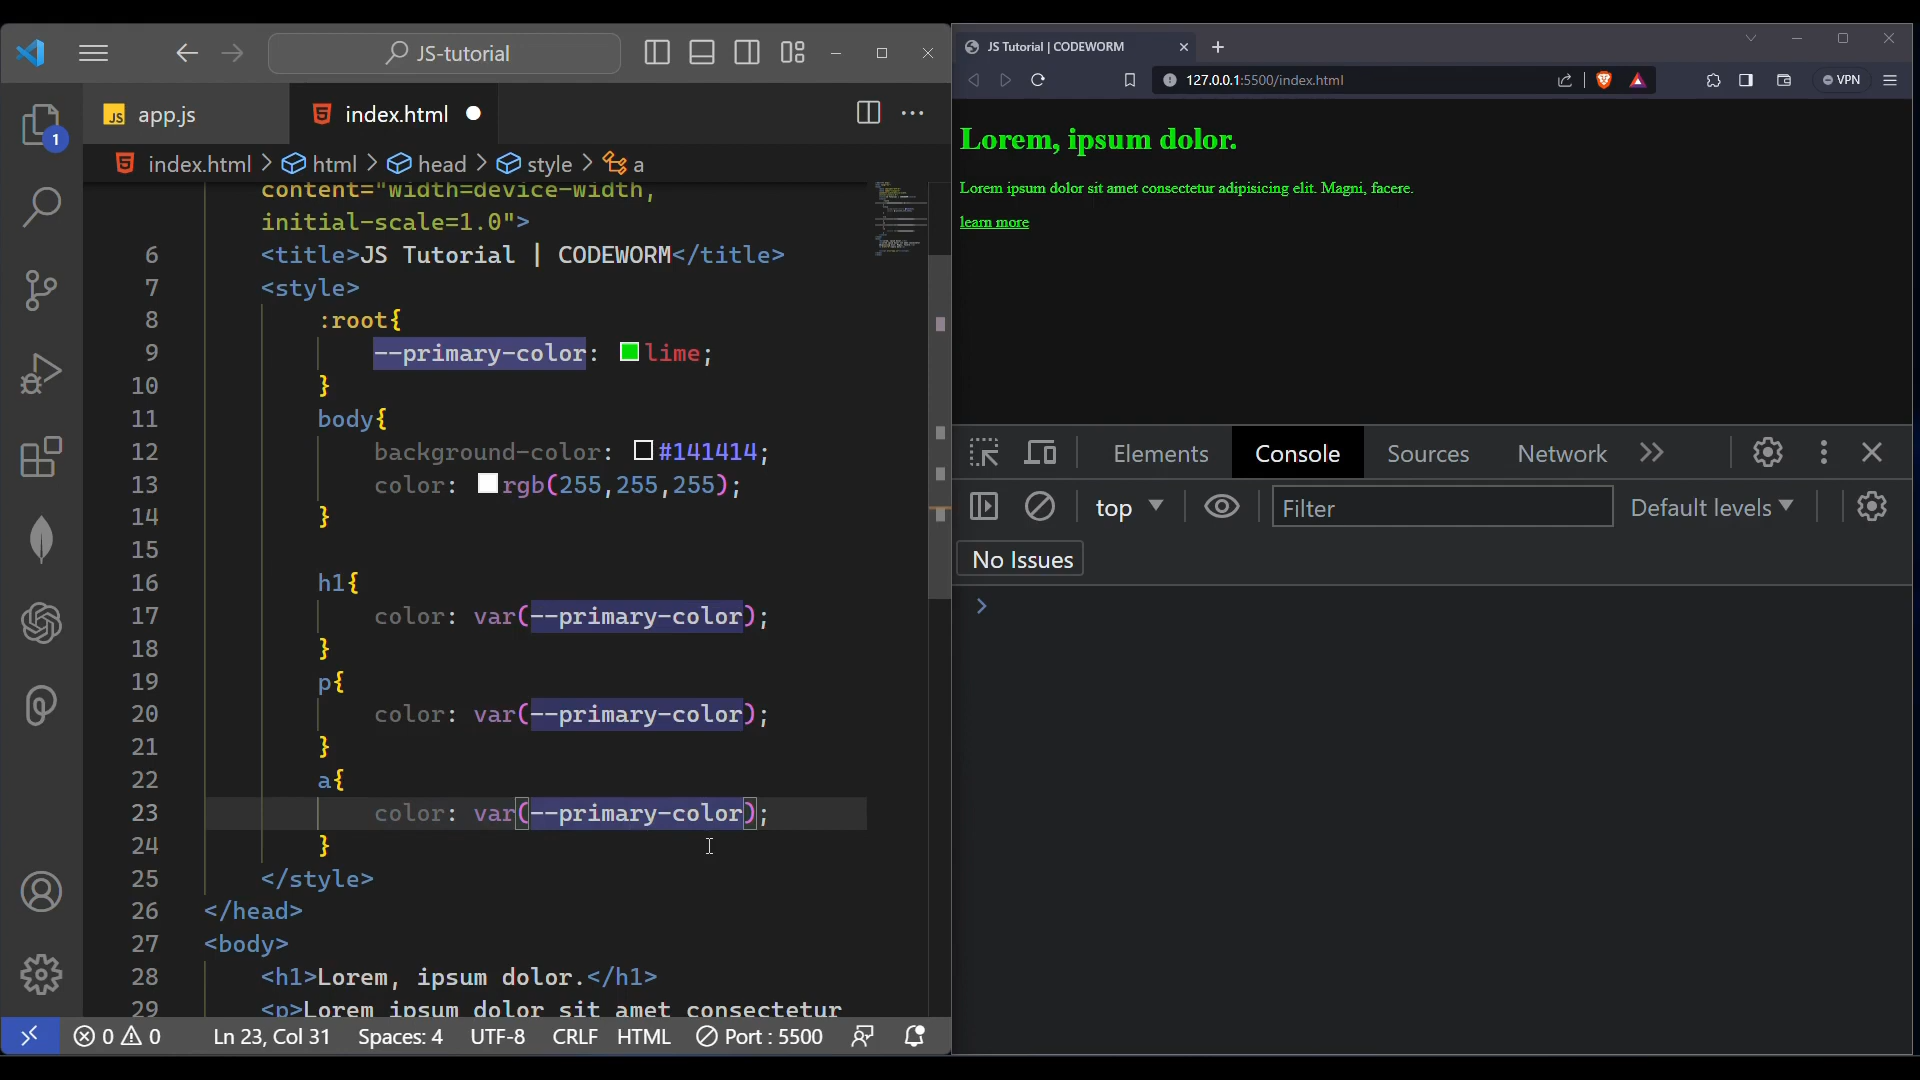 JS-tutorial
1
JS app.js
index.html
index.html > html > head > style > a
content="width=device-width,
initial-scale=1.0">
6 <title>JS Tutorial | CODEWORM</title>
7 <style>
8 :root{
9 --primary-color: lime;
10 }
11 body{
12 background-color: #141414;
13 color: rgb(255,255,255);
14 }
15
16 h1{
17 color: var(--primary-color);
18 }
19 p{
20 color: var(--primary-color);
21 }
22 a{
23 color: var(--primary-color);
24 }
25 </style>
26 </head>
27 <body>
28 <h1>Lorem, ipsum dolor.</h1>
29 <p>Lorem ipsum dolor sit amet consectetur
0 0 Ln 23, Col 31 Spaces: 4 UTF-8 CRLF HTML Port : 5500
JS Tutorial | CODEWORM
127.0.0.1:5500/index.html
VPN
Lorem, ipsum dolor.
Lorem ipsum dolor sit amet consectetur adipisicing elit. Magni, facere.
learn more
Elements Console Sources Network
top Filter Default levels
No Issues